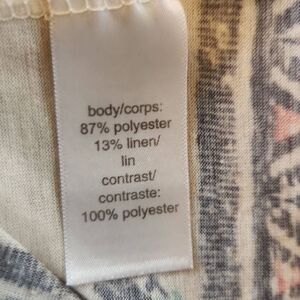 body/corps:
87% polyester
13% linen/
lin
contrast/
contraste:
100% polyester